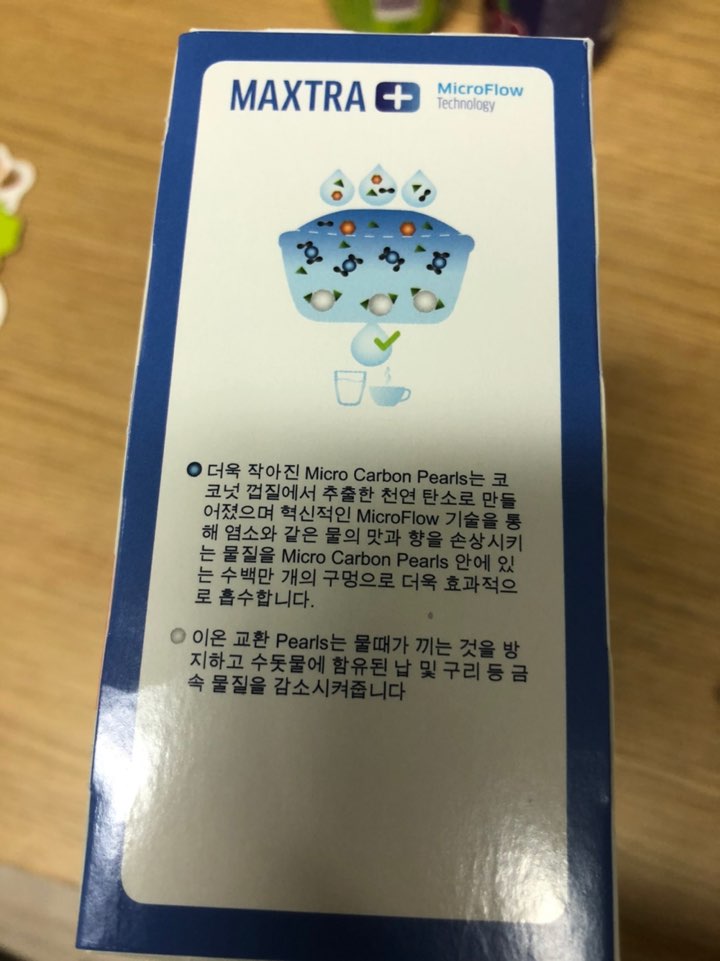 MAXTRA +
MicroFlow
Technology
더욱 작아진 Micro Carbon Pearls는 코
코넛 껍질에서 추출한 천연 탄소로 만들
어졌으며 혁신적인 MicroFlow 기술을 통
해 염소와 같은 물의 맛과 향을 손상시키
는 물질을 Micro Carbon Pearls 안에 있
는 수백만 개의 구멍으로 더욱 효과적으
로 흡수합니다.
이온 교환 Pearls는 물때가 끼는 것을 방
지하고 수돗물에 함유된 납 및 구리 등 금
속 물질을 감소시켜줍니다